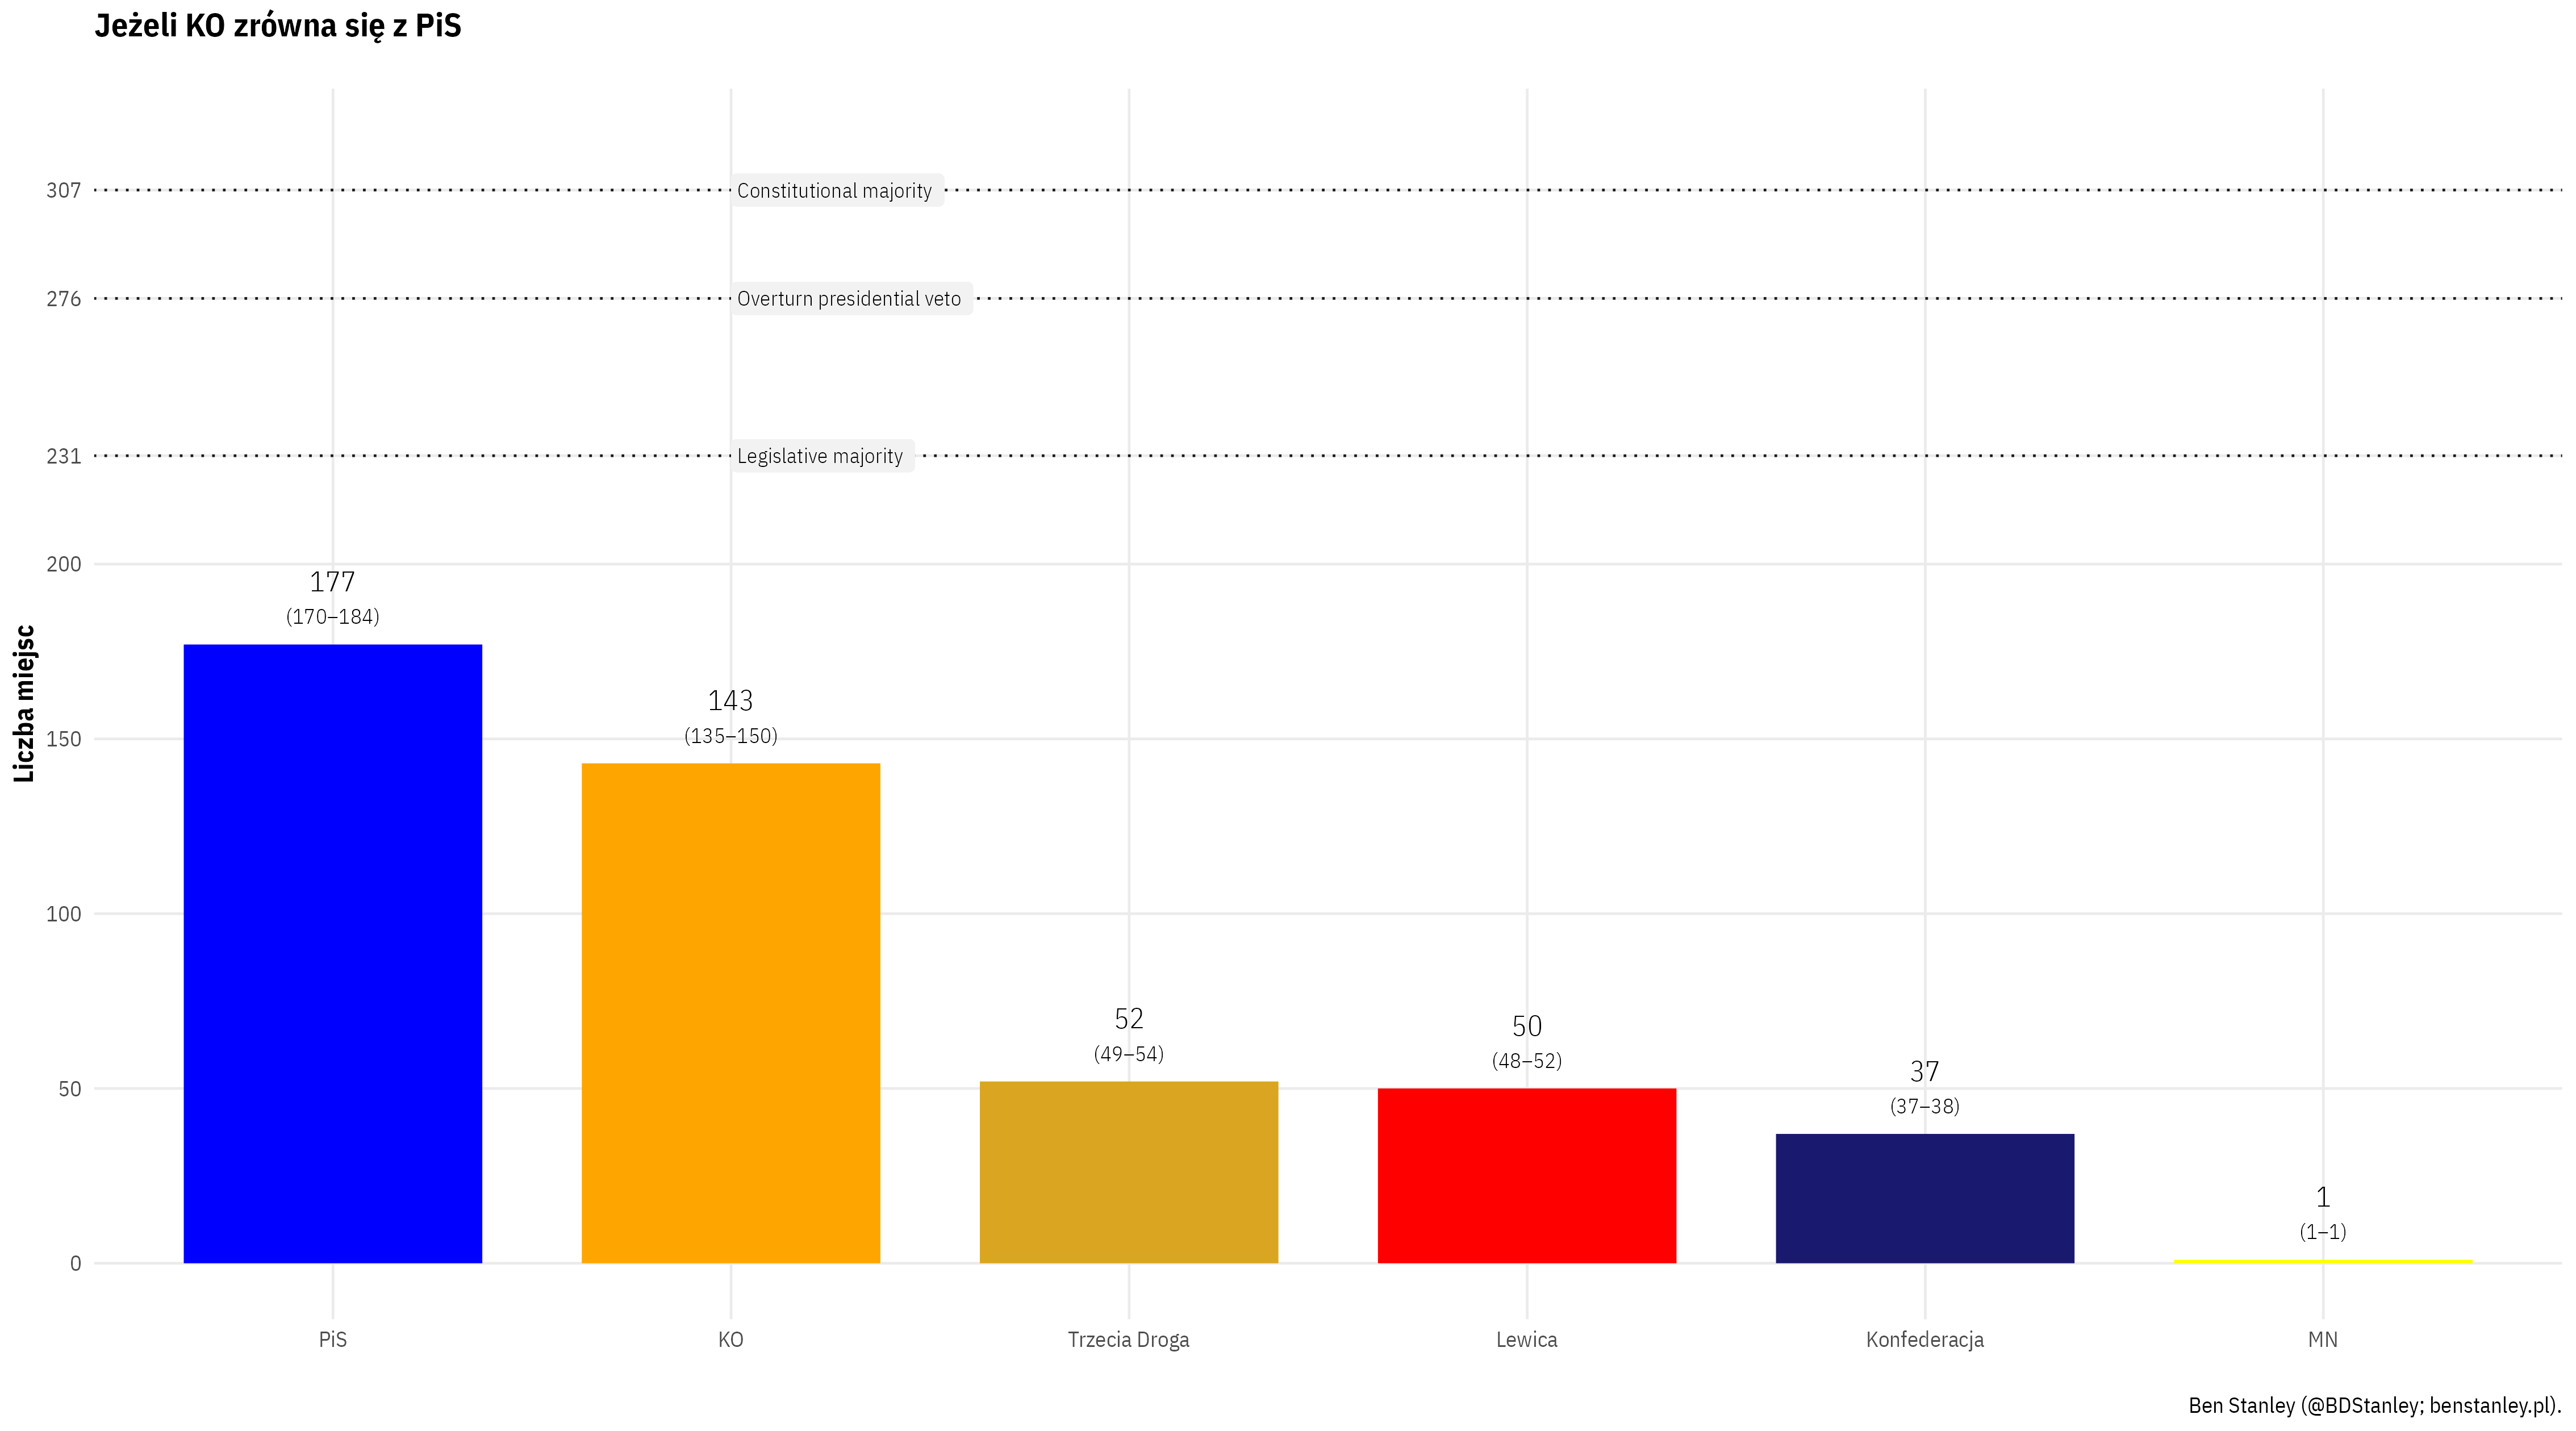 Jeżeli KO zrówna się z PiS
Liczba miejsc
307
Constitutional majority
276
Overturn presidential veto
231
Legislative majority
200
177
(170–184)
150
143
(135–150)
100
52
(49–54)
50
(48–52)
37
(37–38)
50
1
(1–1)
0
PiS
KO
Trzecia Droga
Lewica
Konfederacja
MN
Ben Stanley (@BDStanley; benstanley.pl).